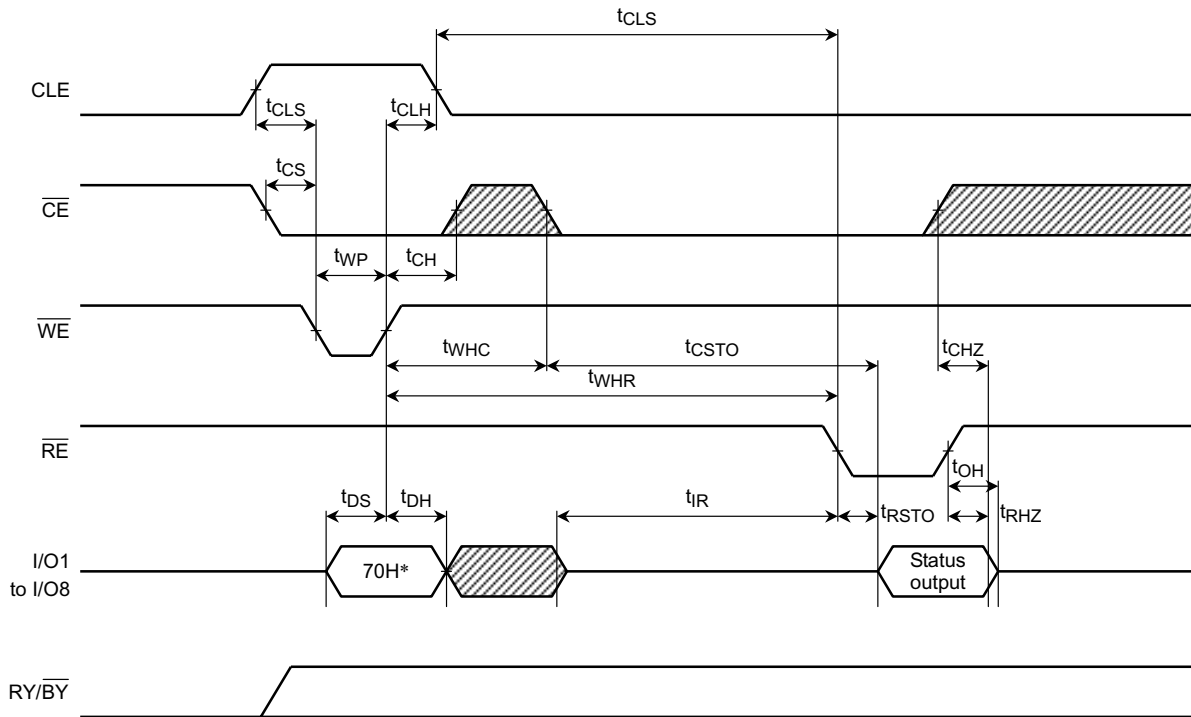 tCLS
CLE
tCLS
tCLH
tCS
CE
tWP
tCH
WE
tWHC
tCSTO
tCHZ
tWHR
RE
tOH
tDS
tDH
tIR
tRSTO
tRHZ
I/O1
to I/O8
70H*
Status
output
RY/BY